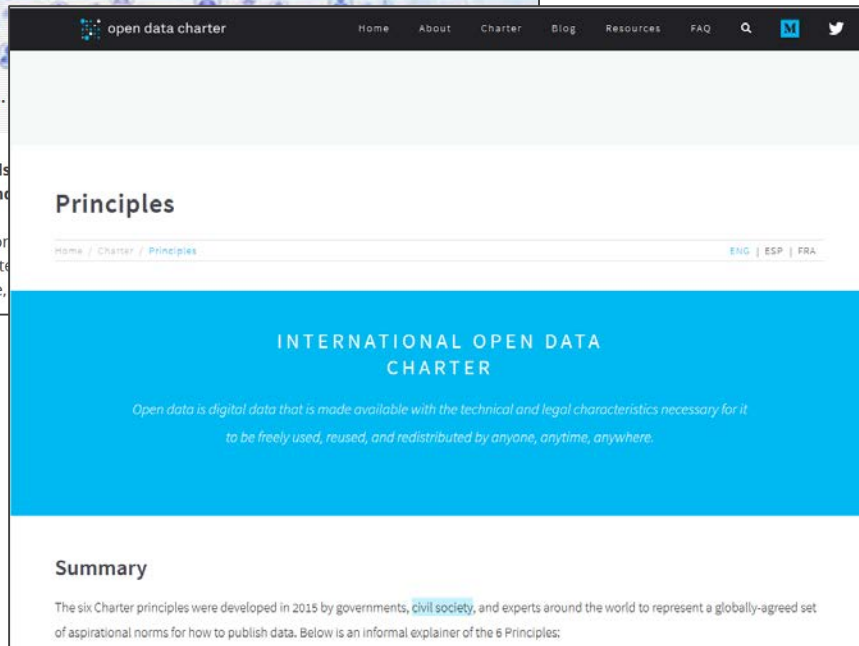 open data charter
Home About Charter Blog Resources FAQ
Principles
Home / Charter / Principles
ENG | ESP | FRA
INTERNATIONAL OPEN DATA
CHARTER
Open data is digital data that is made available with the technical and legal characteristics necessary for it
to be freely used, reused, and redistributed by anyone, anytime, anywhere.
Summary
The six Charter principles were developed in 2015 by governments, civil society, and experts around the world to represent a globally-agreed set
of aspirational norms for how to publish data. Below is an informal explainer of the 6 Principles: